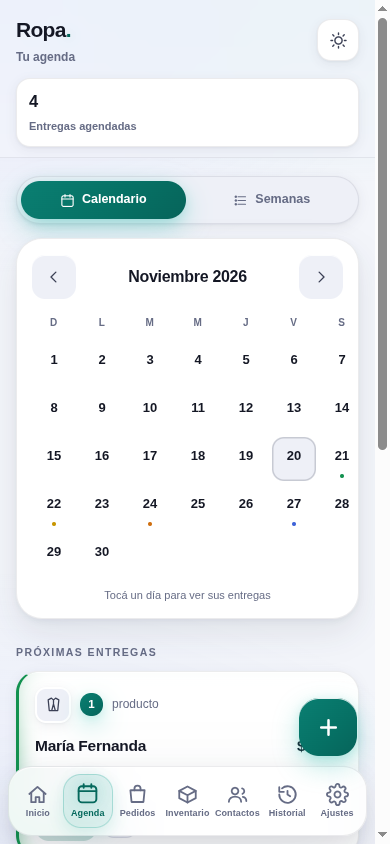 Ropa.
Tu agenda
4
Entregas agendadas
Calendario Semanas
Noviembre 2026
D L M M J V S
1 2 3 4 5 6 7
8 9 10 11 12 13 14
15 16 17 18 19 20 21
22 23 24 25 26 27 28
29 30
Tocá un día para ver sus entregas
PRÓXIMAS ENTREGAS
1 producto
María Fernanda
Inicio Agenda Pedidos Inventario Contactos Historial Ajustes